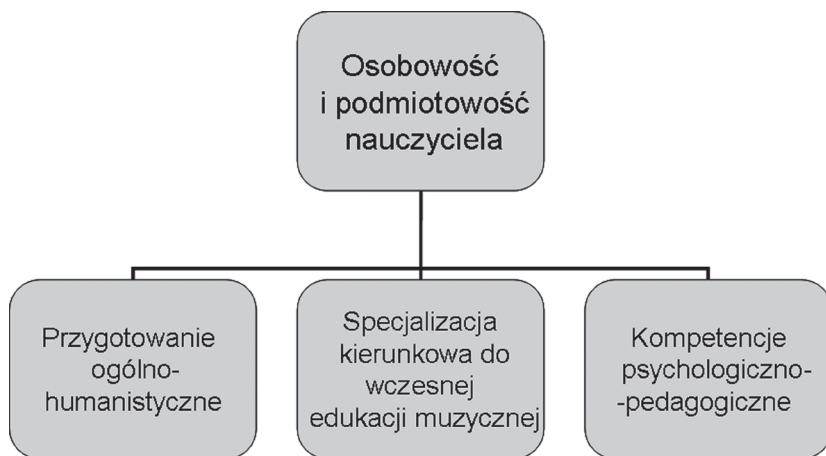 Osobowość
i podmiotowość
nauczyciela
Przygotowanie
ogólno-
humanistyczne
Specjalizacja
kierunkowa do
wczesnej
edukacji muzycznej
Kompetencje
psychologiczno-
-pedagogiczne